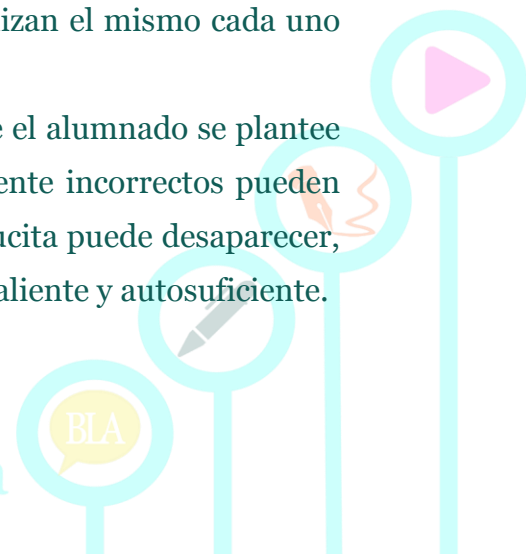 izan el mismo cada uno
el alumnado se plantee
ente incorrectos pueden
ucita puede desaparecer,
aliente y autosuficiente.
BLA